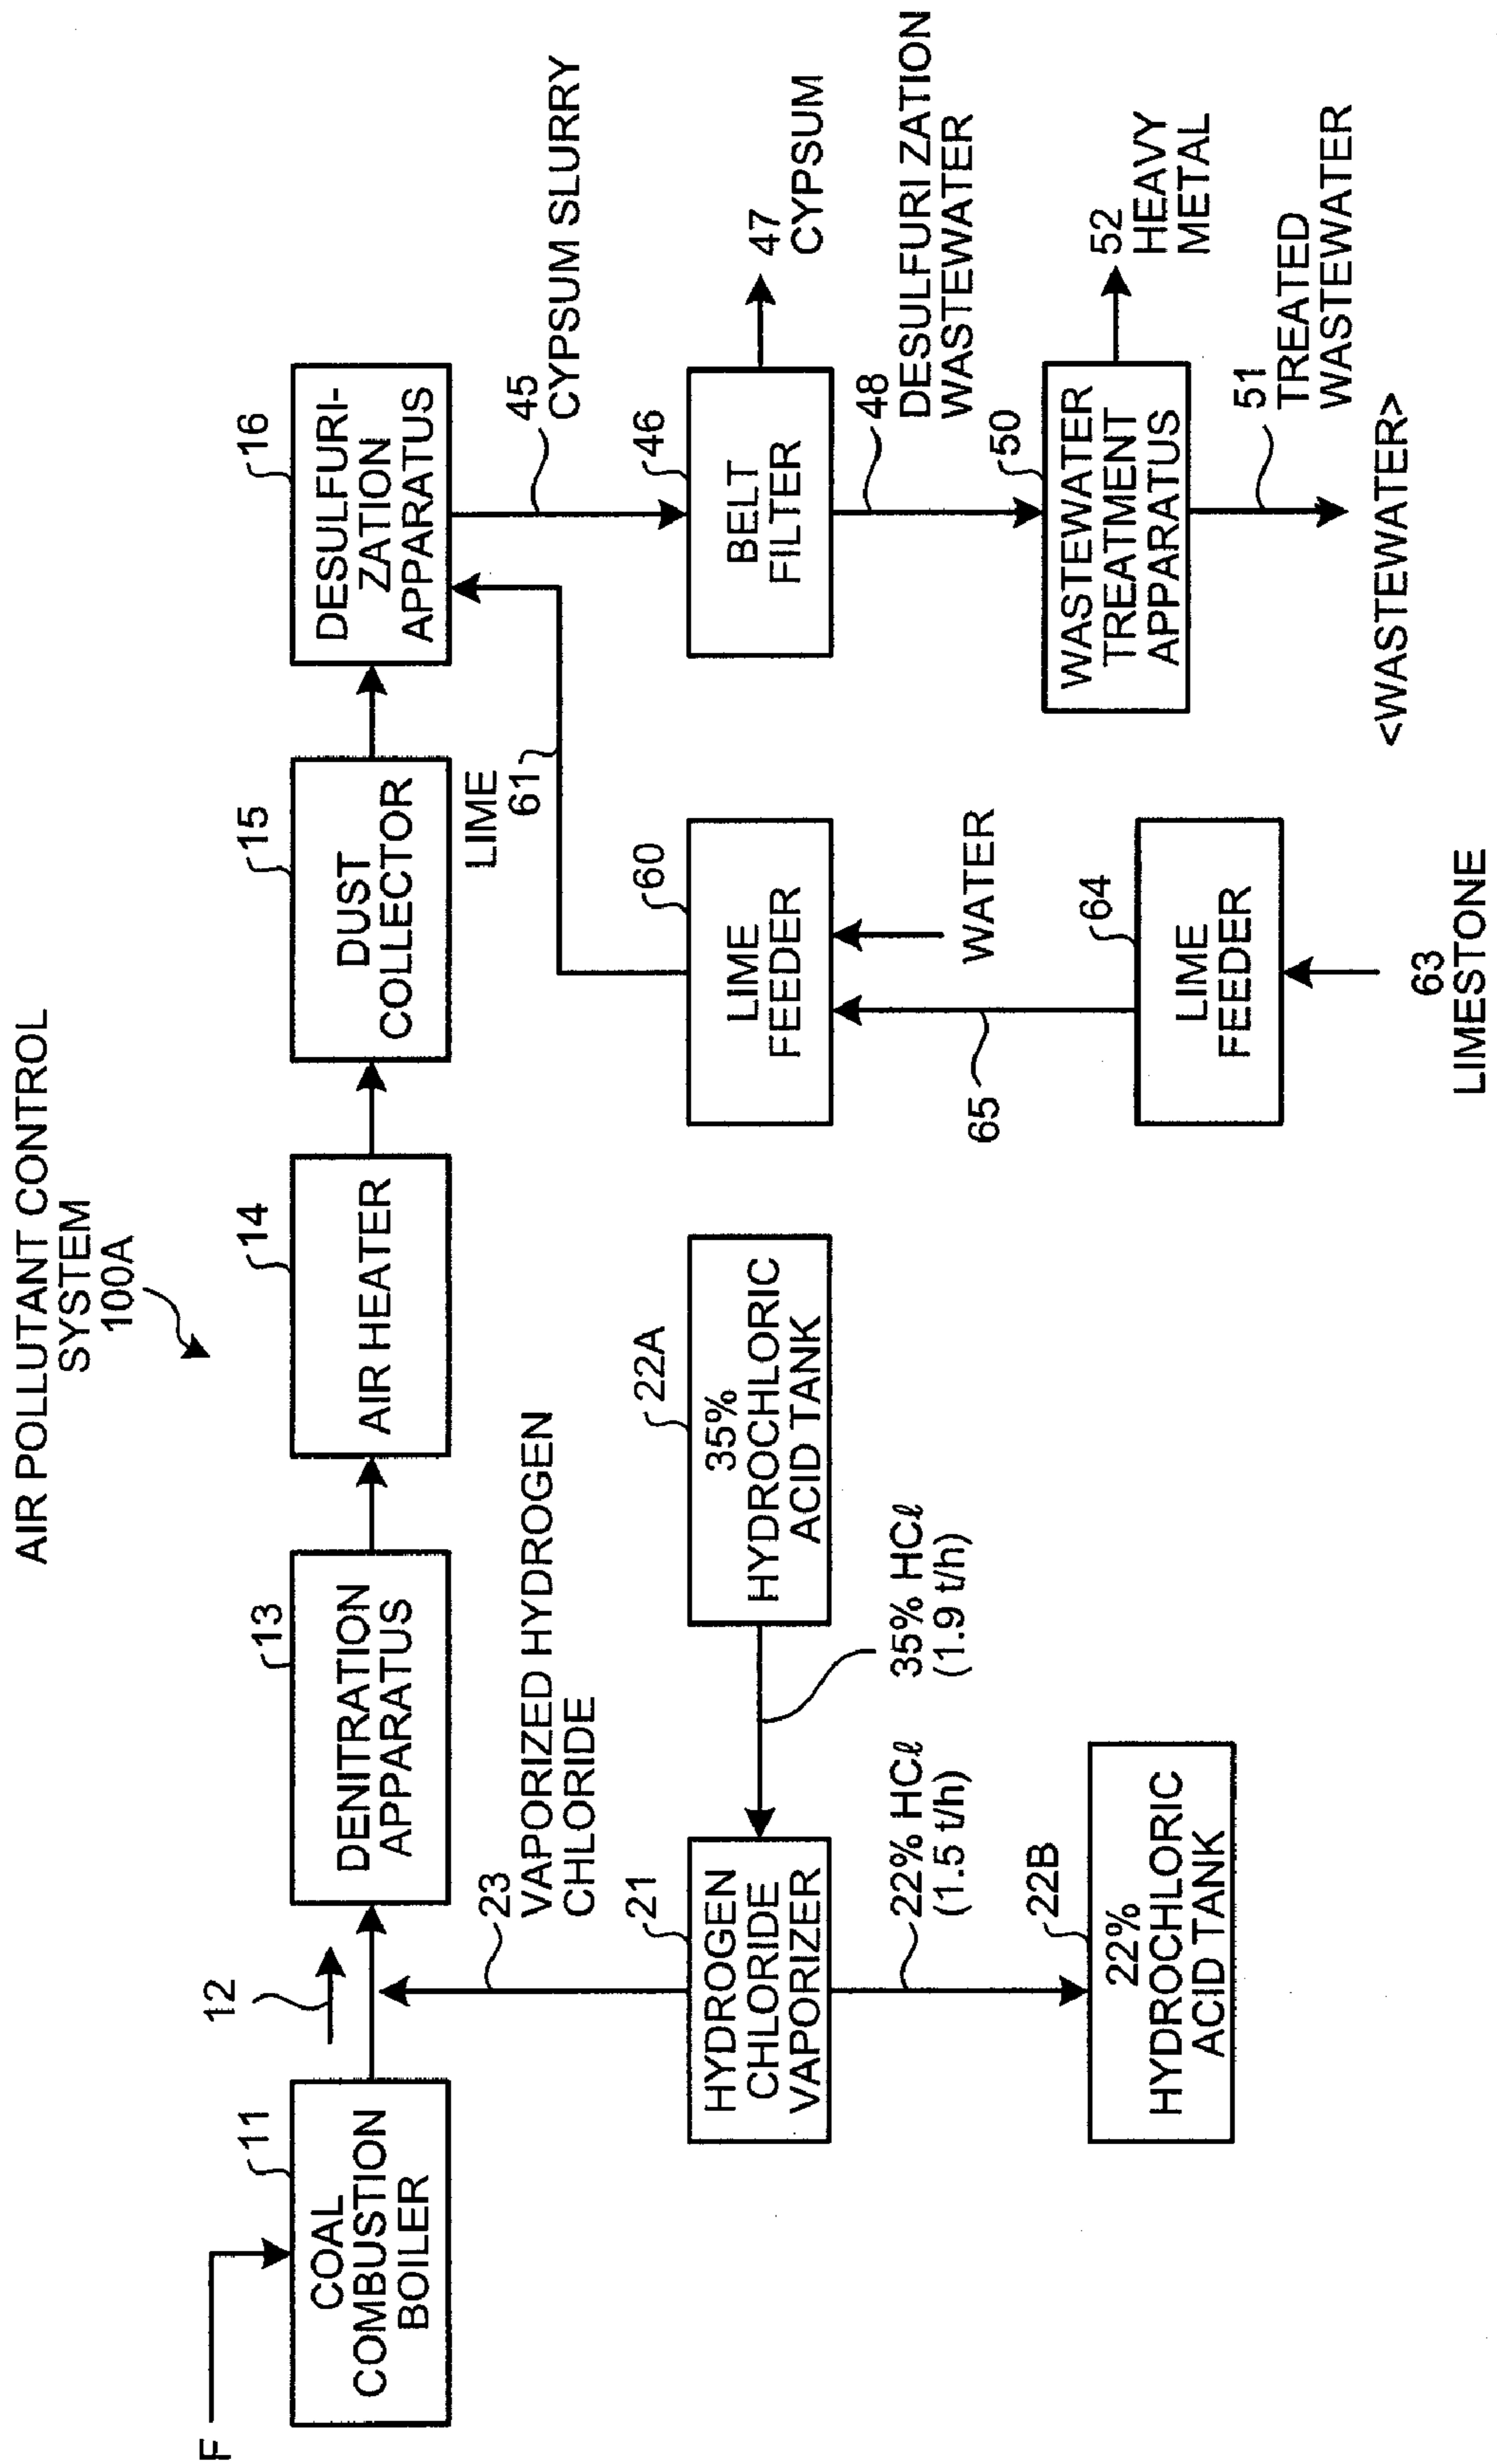 AIR POLLUTANT CONTROL
SYSTEM
100A
F
11
COAL
COMBUSTION
BOILER
12
13
DENITRATION
APPARATUS
14
AIR HEATER
15
DUST
COLLECTOR
16
DESULFURI-
ZATION
APPARATUS
23
VAPORIZED HYDROGEN
CHLORIDE
LIME
61
45
CYPSUM SLURRY
21
HYDROGEN
CHLORIDE
VAPORIZER
22A
35%
HYDROCHLORIC
ACID TANK
60
LIME
FEEDER
46
BELT
FILTER
47
CYPSUM
22% HCℓ
(1.5 t/h)
35% HCℓ
(1.9 t/h)
WATER
65
48
DESULFURI ZATION
WASTEWATER
22B
22%
HYDROCHLORIC
ACID TANK
64
LIME
FEEDER
50
WASTEWATER
TREATMENT
APPARATUS
52
HEAVY
METAL
51
TREATED
WASTEWATER
<WASTEWATER>
63
LIMESTONE